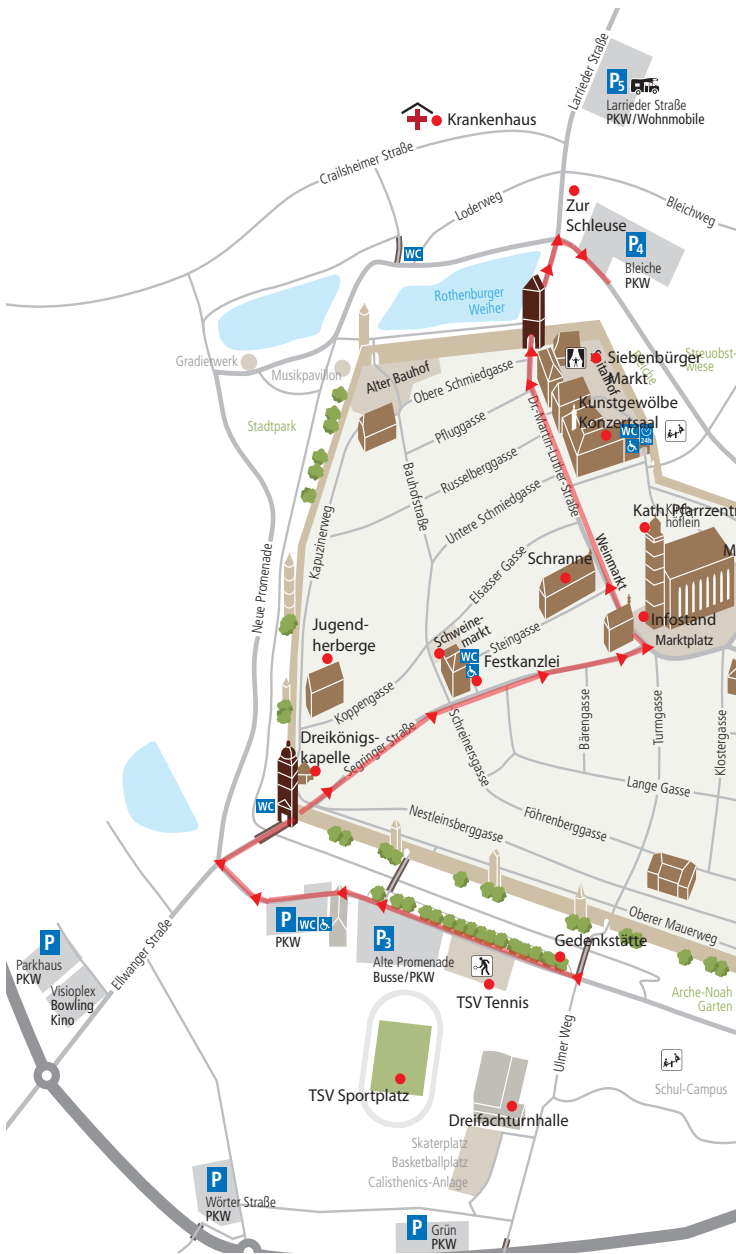 Larrieder Straße
P5
Larrieder Straße
PKW/Wohnmobile
Krankenhaus
Crailsheimer Straße
Loderweg
Zur
Schleuse
Bleichweg
WC
P4
Bleiche
PKW
Rothenburger
Weiher
Gradierwerk
Musikpavillon
Alter Bauhof
Obere Schmiedgasse
Siebenbürger
Markt
Streuobst-
wiese
Stadtpark
Pfluggasse
Kunstgewölbe
Konzertsaal
WC
24h
Russelberggasse
Dr.-Martin-Luther-Straße
Bauhofstraße
Untere Schmiedgasse
Kapuzinerweg
Kath. Pfarrzentr
höflein
Neue Promenade
Elsasser Gasse
Schranne
Weinmarkt
M
Jugend-
herberge
Schweine-
markt
Steingasse
Infostand
Marktplatz
WC
Festkanzlei
Koppengasse
Schreinersgasse
Bärengasse
Turmgasse
Klostergasse
Dreikönigs-
kapelle
Segringer Straße
Lange Gasse
WC
Nestleinsberggasse
Föhrenberggasse
Oberer Mauerweg
P
WC
PKW
P3
Alte Promenade
Busse/PKW
Gedenkstätte
Ellwanger Straße
P
Parkhaus
PKW
Visioplex
Bowling
Kino
TSV Tennis
Arche-Noah
Garten
Ulmer Weg
TSV Sportplatz
Dreifachturnhalle
Schul-Campus
Skaterplatz
Basketballplatz
Calisthenics-Anlage
P
Wörter Straße
PKW
P
Grün
PKW